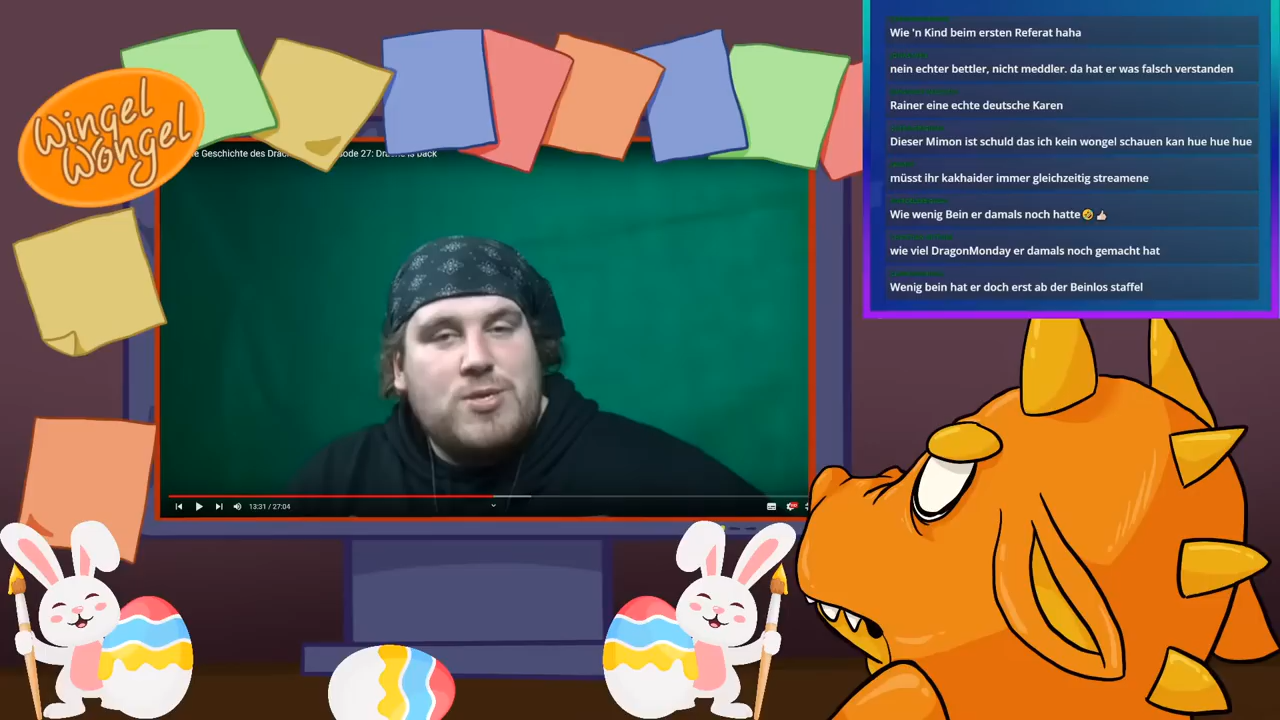 Wingel
Wongel
e Geschichte des Drac
ode 27: Drache is back
13:31 / 27:04
Wie 'n Kind beim ersten Referat haha
nein echter bettler, nicht meddler. da hat er was falsch verstanden
Rainer eine echte deutsche Karen
Dieser Mimon ist schuld das ich kein wongel schauen kan hue hue hue
müsst ihr kakhaider immer gleichzeitig streamene
Wie wenig Bein er damals noch hatte🤣👍🏻
wie viel DragonMonday er damals noch gemacht hat
Wenig bein hat er doch erst ab der Beinlos staffel